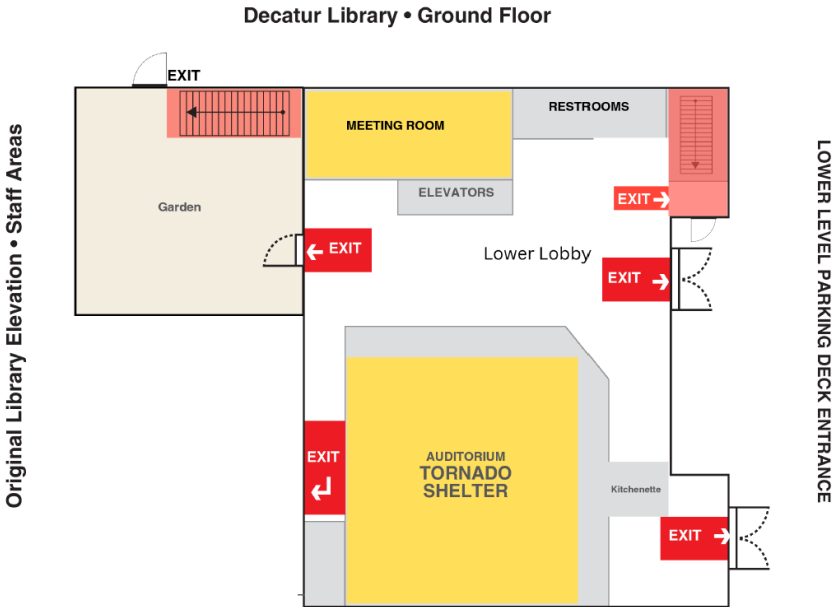 Decatur Library • Ground Floor
EXIT
RESTROOMS
MEETING ROOM
ELEVATORS
EXIT
Garden
EXIT
Lower Lobby
EXIT
Original Library Elevation • Staff Areas
LOWER LEVEL PARKING DECK ENTRANCE
EXIT
AUDITORIUM
TORNADO
SHELTER
Kitchenette
EXIT